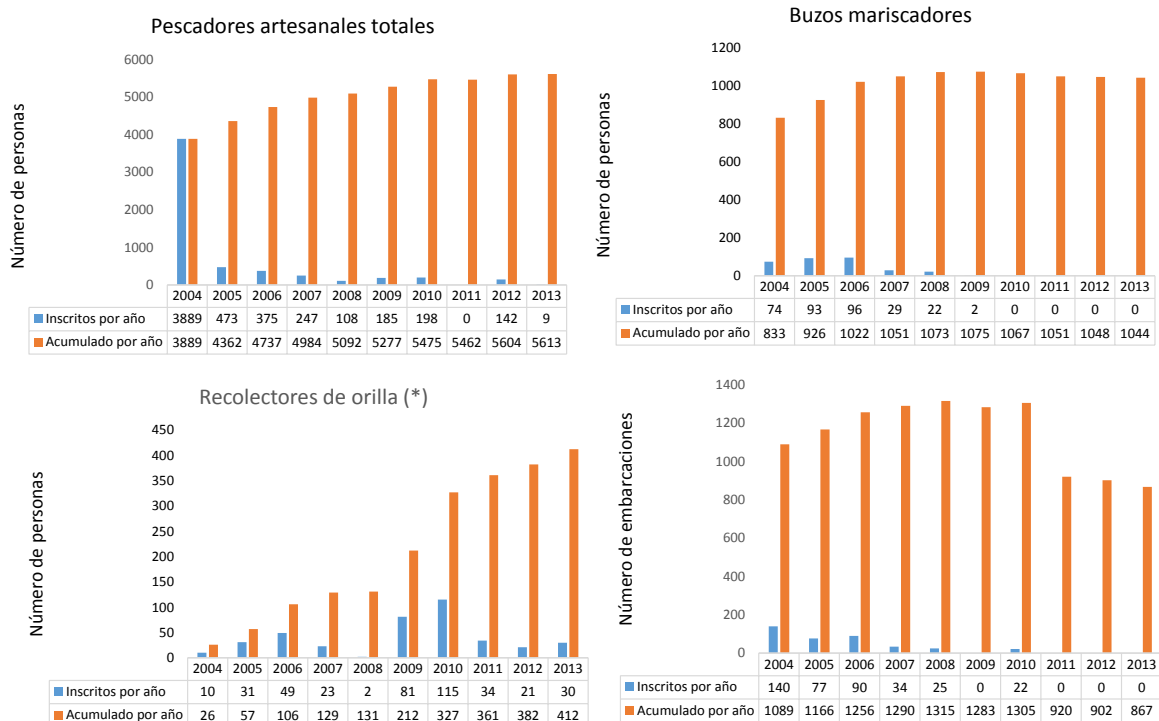 Pescadores artesanales totales
Número de personas
6000
5000
4000
3000
2000
1000
0
2004 2005 2006 2007 2008 2009 2010 2011 2012 2013
Inscritos por año 3889 473 375 247 108 185 198 0 142 9
Acumulado por año 3889 4362 4737 4984 5092 5277 5475 5462 5604 5613
Buzos mariscadores
Número de personas
1200
1000
800
600
400
200
0
2004 2005 2006 2007 2008 2009 2010 2011 2012 2013
Inscritos por año 74 93 96 29 22 2 0 0 0 0
Acumulado por año 833 926 1022 1051 1073 1075 1067 1051 1048 1044
Recolectores de orilla (*)
Número de personas
450
400
350
300
250
200
150
100
50
0
2004 2005 2006 2007 2008 2009 2010 2011 2012 2013
Inscritos por año 10 31 49 23 2 81 115 34 21 30
Acumulado por año 26 57 106 129 131 212 327 361 382 412
Número de embarcaciones
1400
1200
1000
800
600
400
200
0
2004 2005 2006 2007 2008 2009 2010 2011 2012 2013
Inscritos por año 140 77 90 34 25 0 22 0 0 0
Acumulado por año 1089 1166 1256 1290 1315 1283 1305 920 902 867